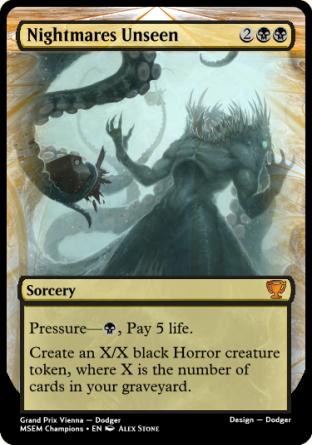 Nightmares Unseen 2
Sorcery
Pressure—, Pay 5 life.
Create an X/X black Horror creature
token, where X is the number of
cards in your graveyard.
Grand Prix Vienna — Dodger
Design — Dodger
MSEM Champions • EN ALEX STONE